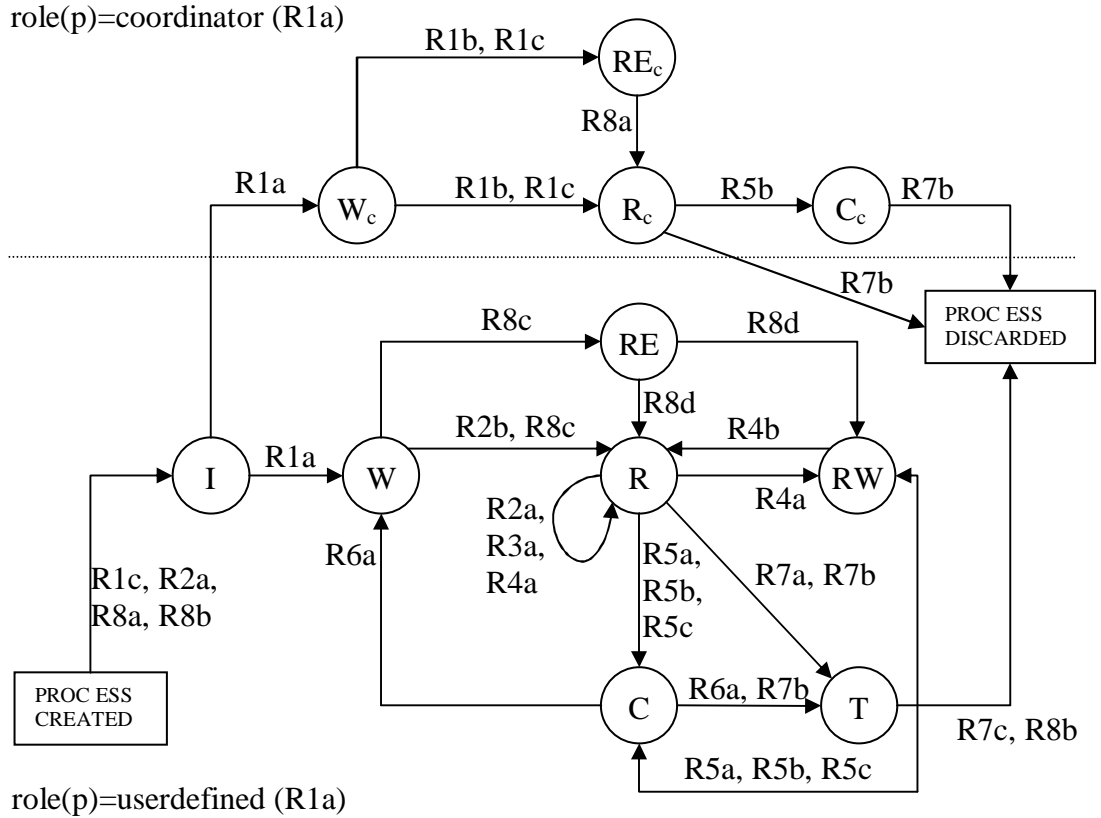 role(p)=coordinator (R1a)
R1b, R1c
REc
R8a
R1a
Wc
R1b, R1c
Rc
R5b
Cc
R7b
R7b
PROC ESS
DISCARDED
R8c
RE
R8d
R8d
R2b, R8c
R4b
I
R1a
W
R
RW
R4a
R2a,
R3a,
R4a
R6a
R5a,
R5b,
R5c
R7a, R7b
R1c, R2a,
R8a, R8b
PROC ESS
CREATED
C
R6a, R7b
T
R7c, R8b
R5a, R5b, R5c
role(p)=userdefined (R1a)